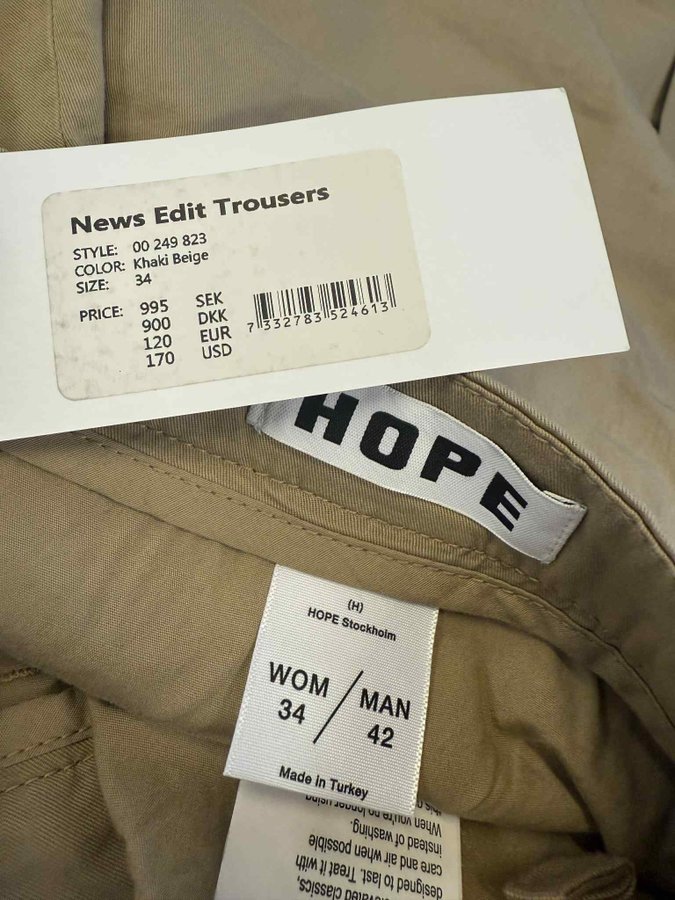 News Edit Trousers
STYLE: 00 249 823
COLOR: Khaki Beige
SIZE: 34
PRICE: 995 SEK
900 DKK
120 EUR
170 USD
7 332783 524613
HOPE
(H)
HOPE Stockholm
WOM / MAN
34 42
Made in Turkey
evated Classics,
designed to last. Treat it with
care and air when possible
instead of washing.
When you're no longer using